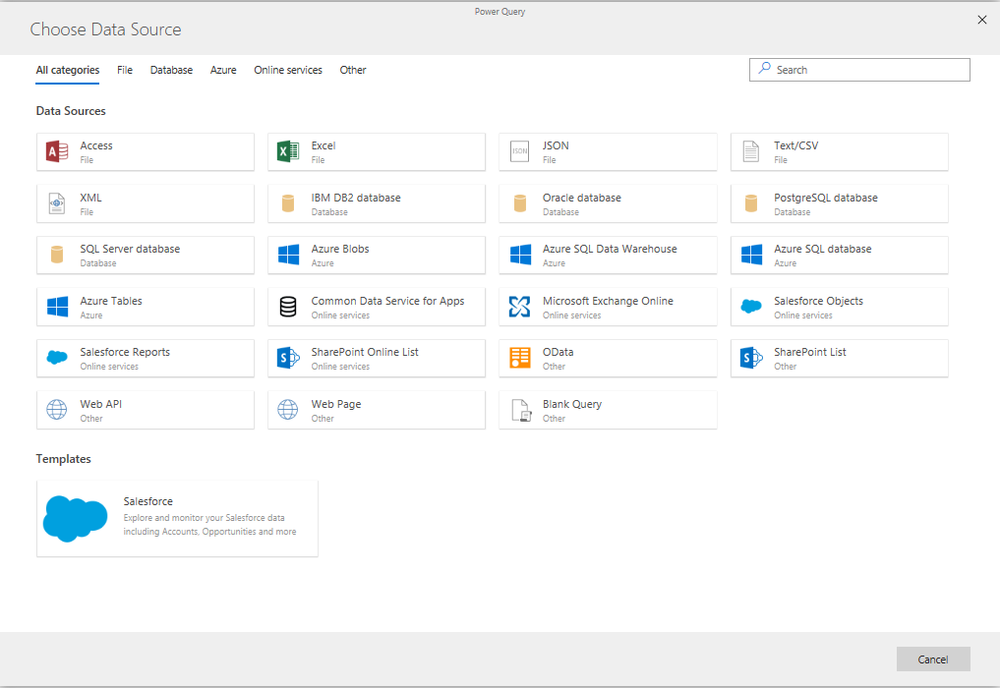 Power Query
Choose Data Source
All categories File Database Azure Online services Other
Search
Data Sources
Access
File
Excel
File
JSON
JSON
File
Text/CSV
File
XML
File
IBM DB2 database
Database
Oracle database
Database
PostgreSQL database
Database
SQL Server database
Database
Azure Blobs
Azure
Azure SQL Data Warehouse
Azure
Azure SQL database
Azure
Azure Tables
Azure
Common Data Service for Apps
Online services
Microsoft Exchange Online
Online services
Salesforce Objects
Online services
Salesforce Reports
Online services
SharePoint Online List
Online services
OData
Other
SharePoint List
Other
Web API
Other
Web Page
Other
Blank Query
Other
Templates
Salesforce
Explore and monitor your Salesforce data
including Accounts, Opportunities and more
Cancel